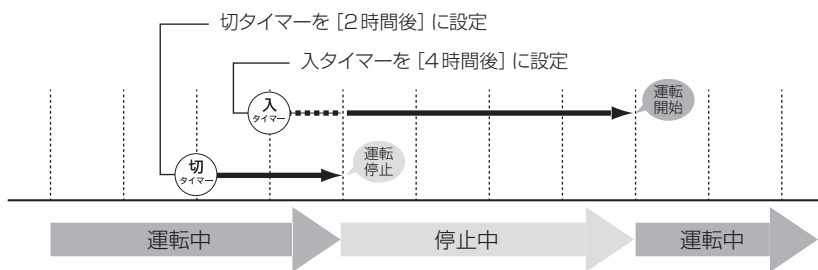 切タイマーを［2時間後］に設定
入タイマーを［4時間後］に設定
入
タイマー
運転
開始
切
タイマー
運転
停止
運転中
停止中
運転中